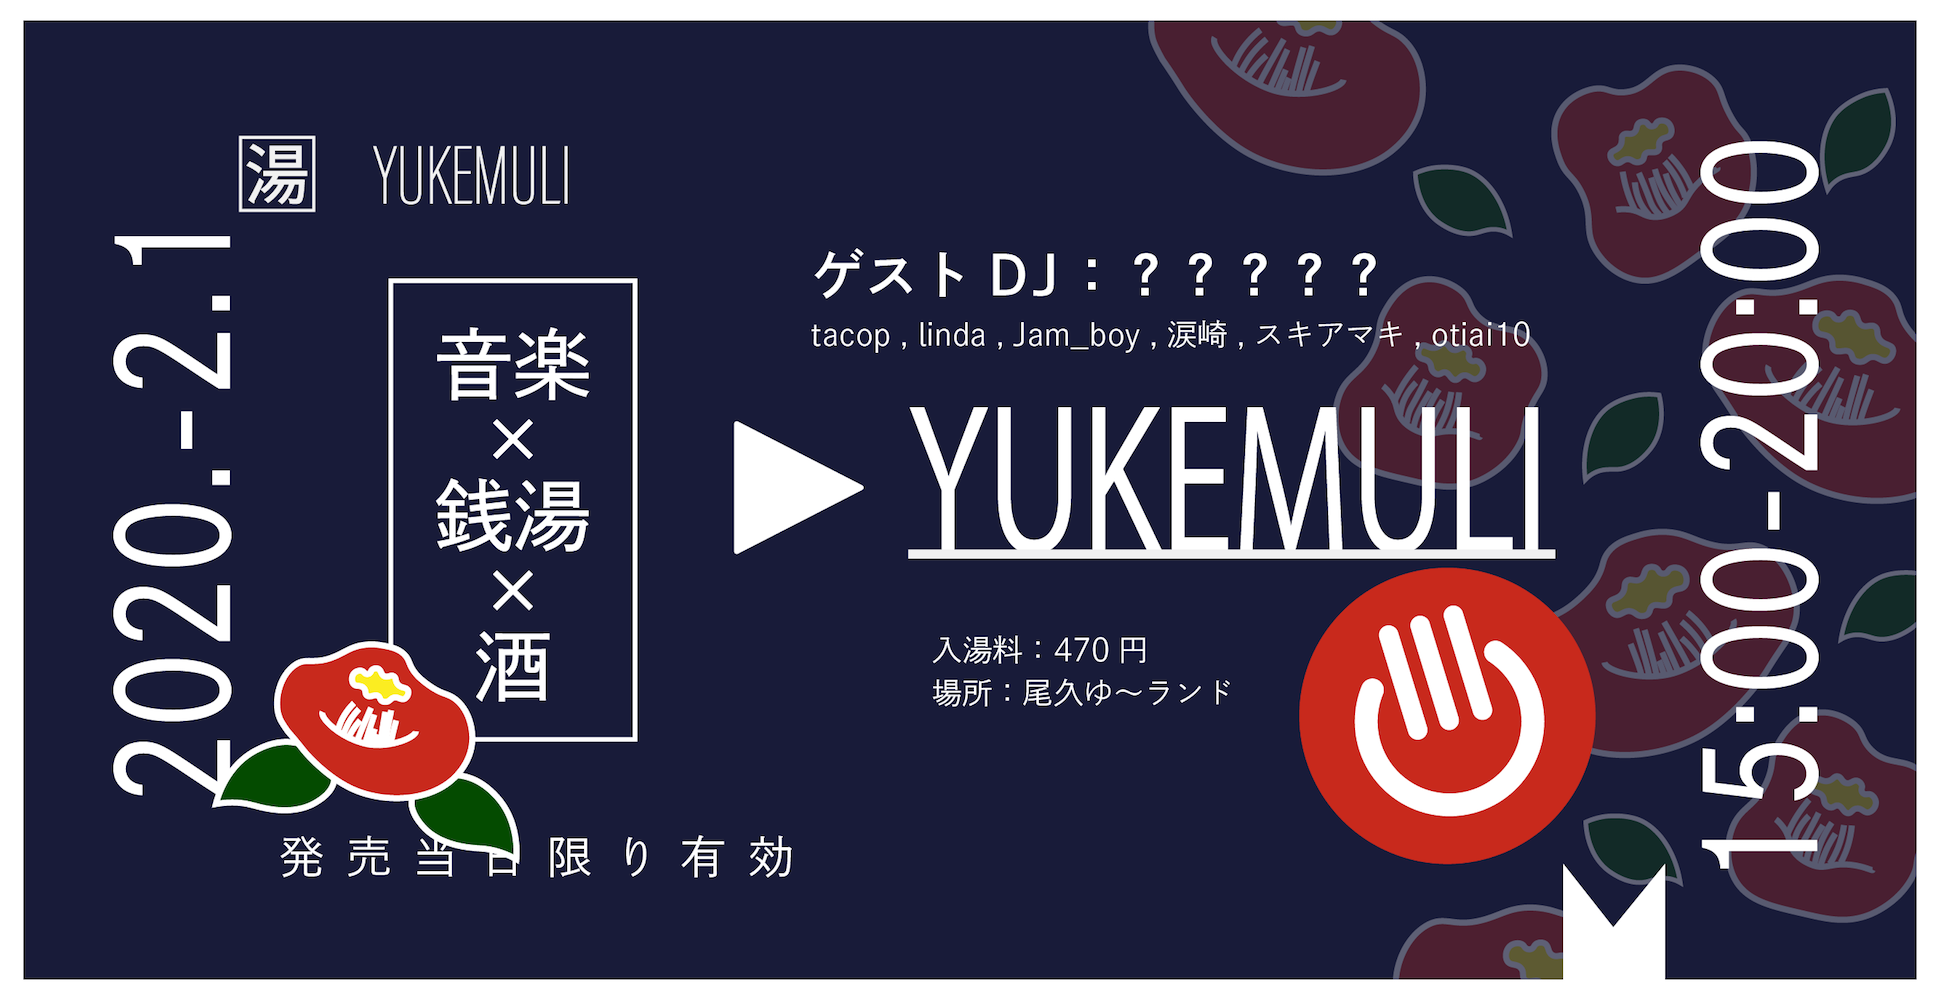 湯 YUKEMULI
2020.-2.1
音楽
×
銭湯
×
酒
発売当日限り有効
ゲスト DJ：？？？？？
tacop , linda , Jam_boy , 涙崎 , スキアマキ , otiai10
YUKEMULI
入湯料：470 円
場所：尾久ゆ～ランド
15:00-20:00